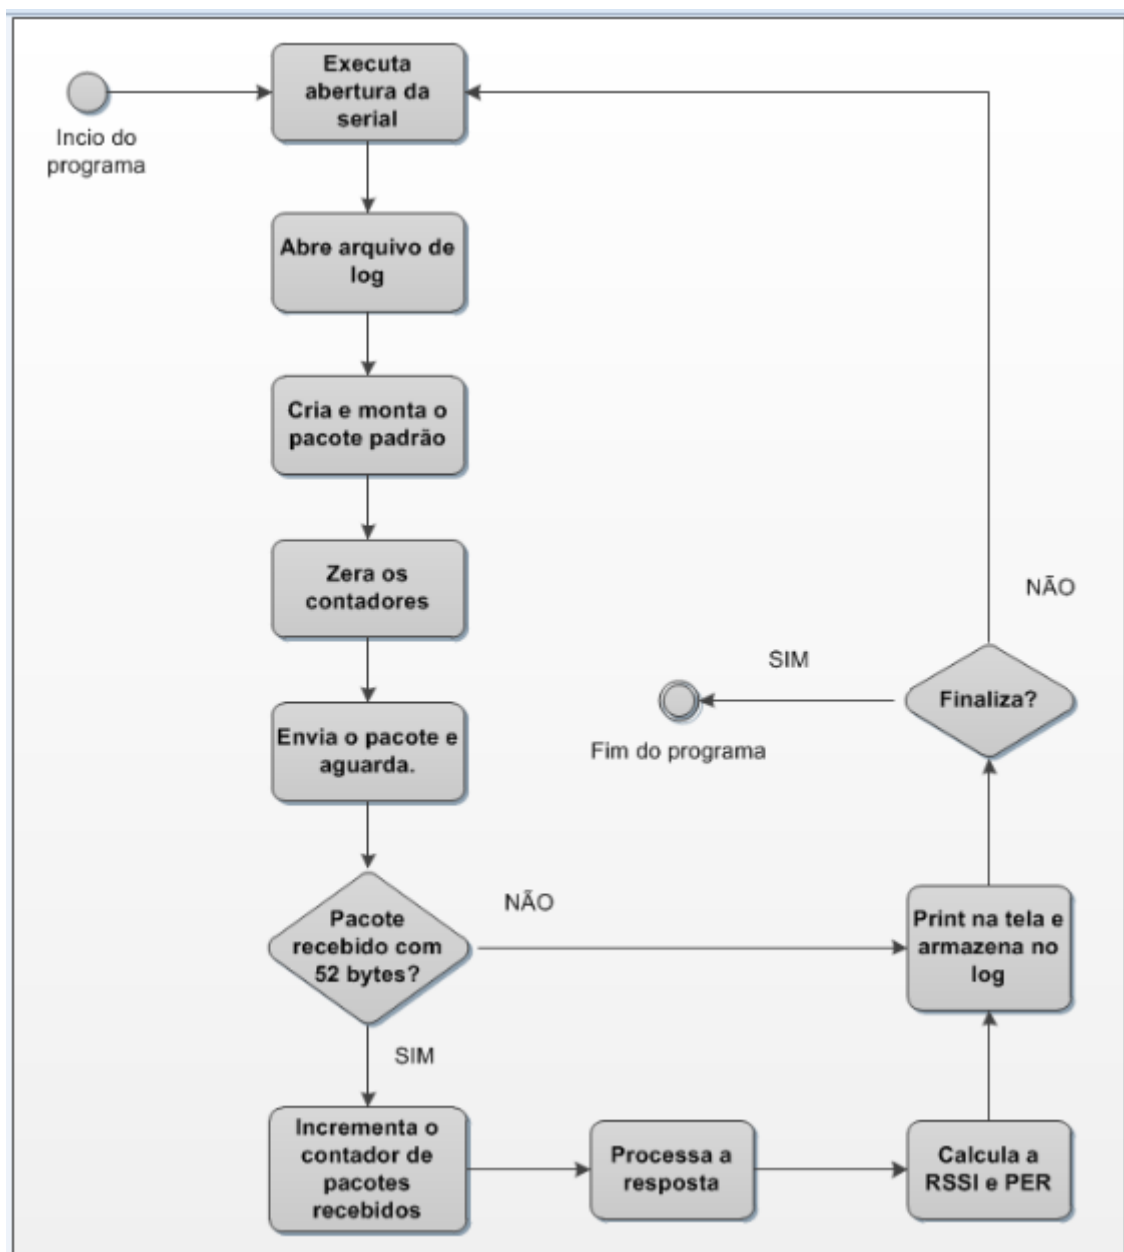 Executa
abertura da
serial
Incio do
programa
Abre arquivo de
log
Cria e monta o
pacote padrão
Zera os
contadores
NÃO
SIM
Finaliza?
Envia o pacote e
aguarda.
Fim do programa
Pacote
recebido com
52 bytes?
NÃO
Print na tela e
armazena no
log
SIM
Incrementa o
contador de
pacotes
recebidos
Processa a
resposta
Calcula a
RSSI e PER